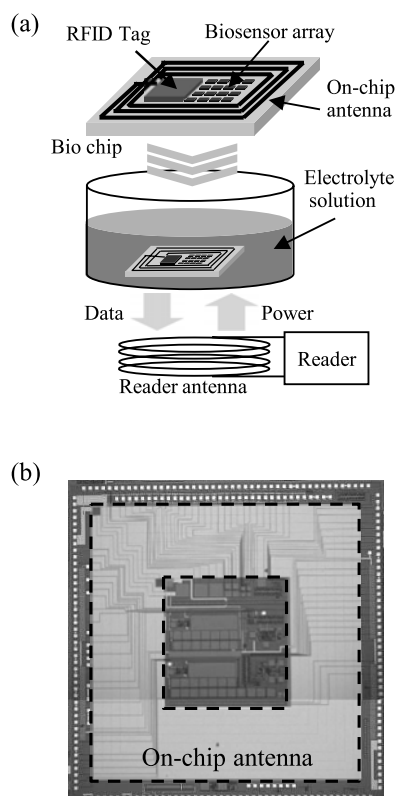 (a)
RFID Tag
Biosensor array
On-chip
antenna
Bio chip
Electrolyte
solution
Data
Power
Reader
Reader antenna
(b)
On-chip antenna